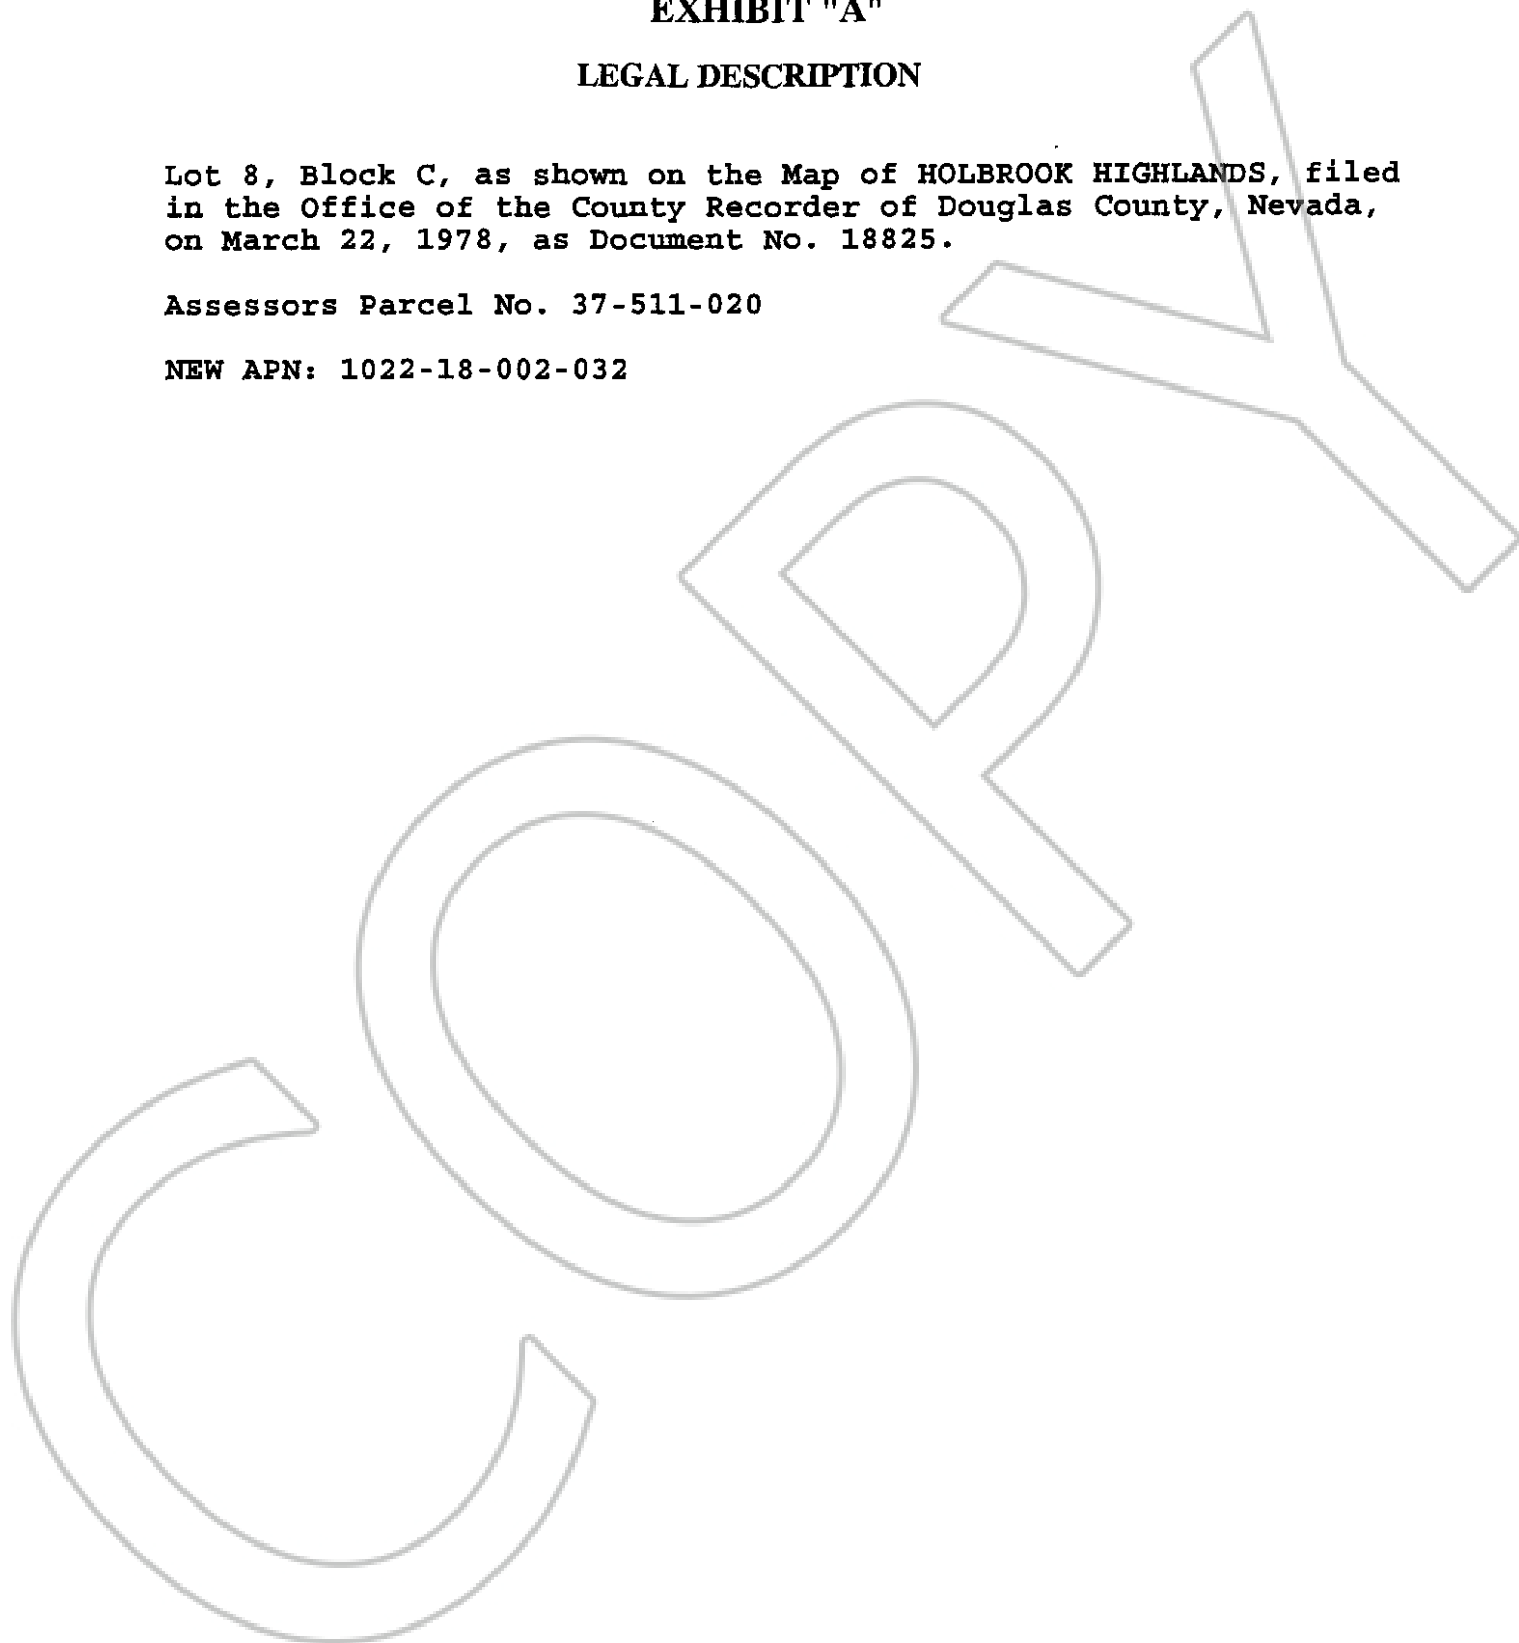 EXHIBIT "A"
LEGAL DESCRIPTION
Lot 8, Block C, as shown on the Map of HOLBROOK HIGHLANDS, filed
in the Office of the County Recorder of Douglas County, Nevada,
on March 22, 1978, as Document No. 18825.
Assessors Parcel No. 37-511-020
NEW APN: 1022-18-002-032
COPY